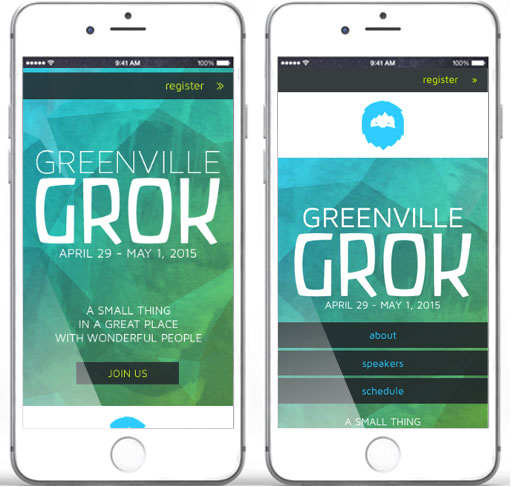 9:41 AM
100%
register »
GREENVILLE
GROK
APRIL 29 - MAY 1, 2015
A SMALL THING
IN A GREAT PLACE
WITH WONDERFUL PEOPLE
JOIN US
9:41 AM
100%
register »
GREENVILLE
GROK
APRIL 29 - MAY 1, 2015
about
speakers
schedule
A SMALL THING